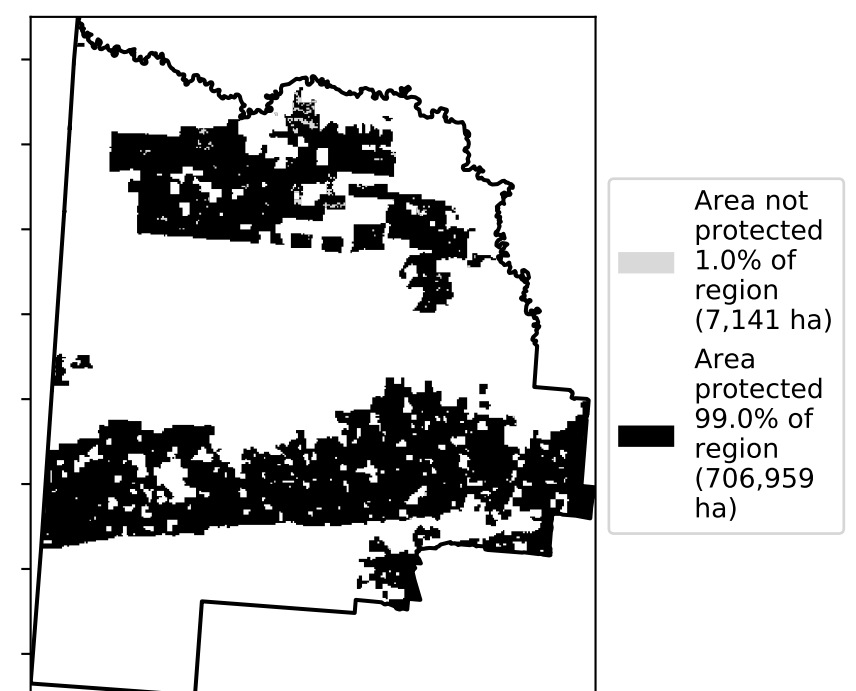 Area not
protected
1.0% of
region
(7,141 ha)
Area
protected
99.0% of
region
(706,959
ha)